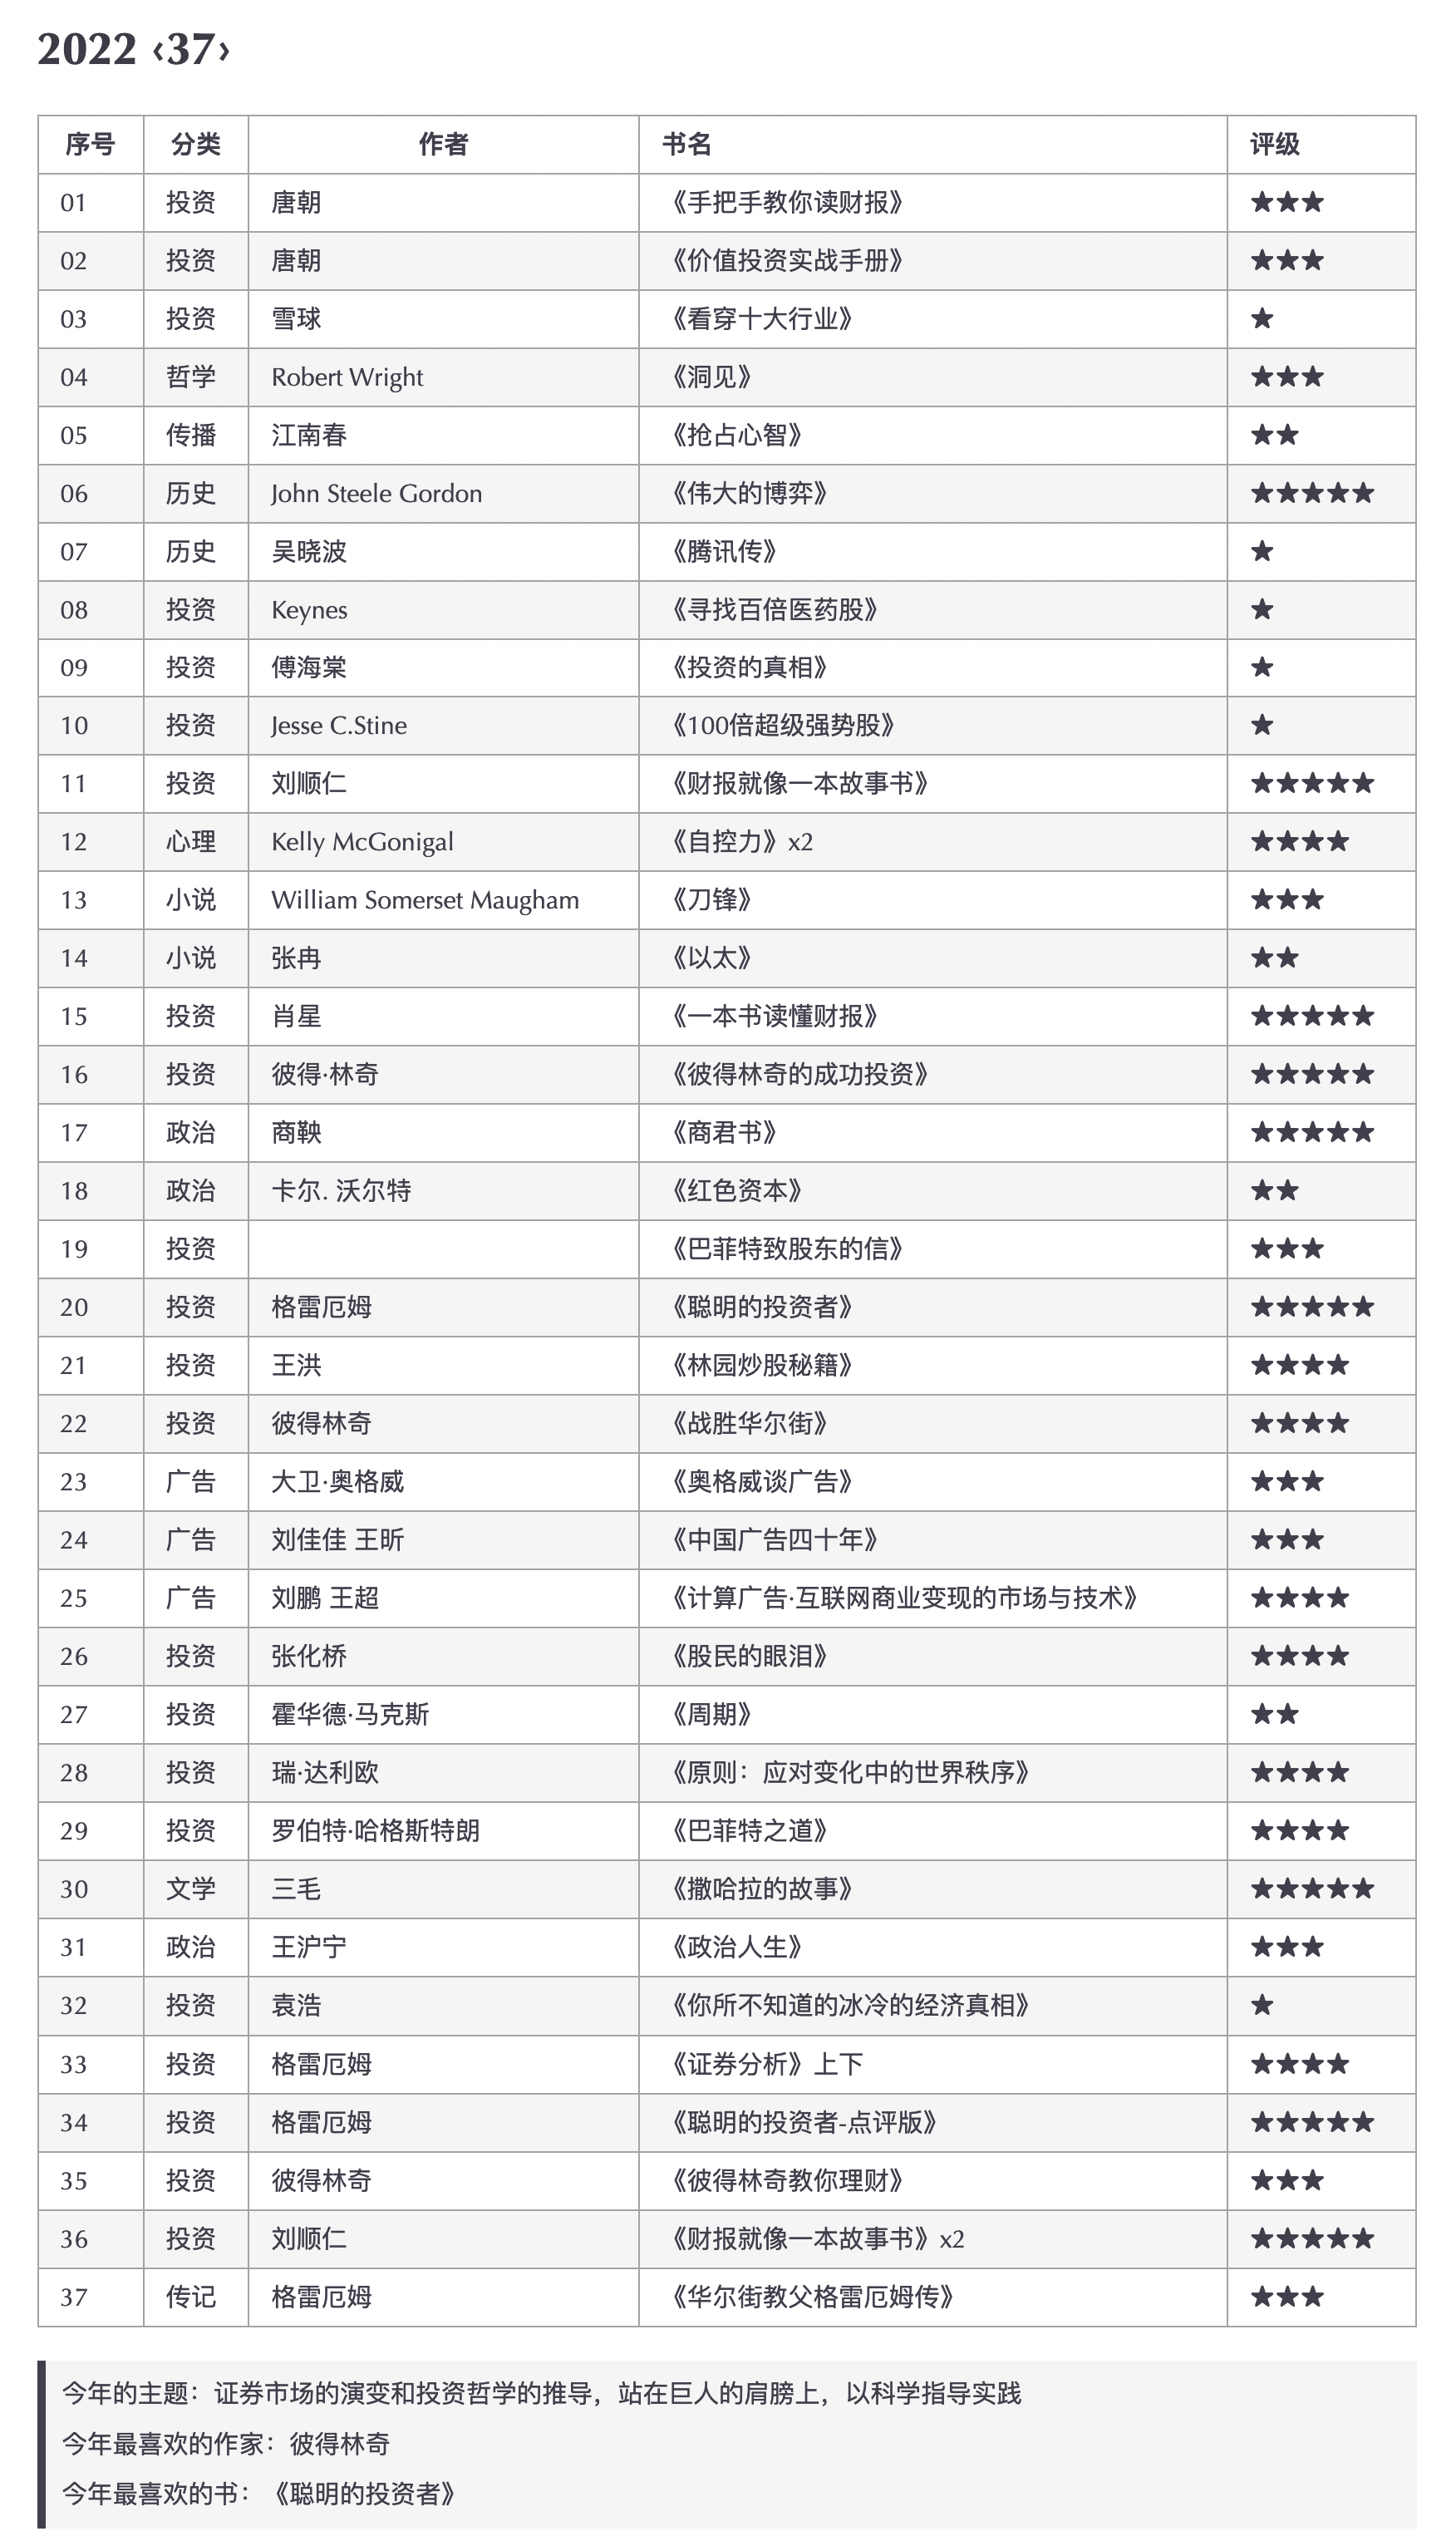 2022 ‹37›
序号 分类 作者 书名 评级
01 投资 唐朝 《手把手教你读财报》 ★★★
02 投资 唐朝 《价值投资实战手册》 ★★★
03 投资 雪球 《看穿十大行业》 ★
04 哲学 Robert Wright 《洞见》 ★★★
05 传播 江南春 《抢占心智》 ★★
06 历史 John Steele Gordon 《伟大的博弈》 ★★★★★
07 历史 吴晓波 《腾讯传》 ★
08 投资 Keynes 《寻找百倍医药股》 ★
09 投资 傅海棠 《投资的真相》 ★
10 投资 Jesse C.Stine 《100倍超级强势股》 ★
11 投资 刘顺仁 《财报就像一本故事书》 ★★★★★
12 心理 Kelly McGonigal 《自控力》x2 ★★★★
13 小说 William Somerset Maugham 《刀锋》 ★★★
14 小说 张冉 《以太》 ★★
15 投资 肖星 《一本书读懂财报》 ★★★★★
16 投资 彼得·林奇 《彼得林奇的成功投资》 ★★★★★
17 政治 商鞅 《商君书》 ★★★★★
18 政治 卡尔. 沃尔特 《红色资本》 ★★
19 投资 《巴菲特致股东的信》 ★★★
20 投资 格雷厄姆 《聪明的投资者》 ★★★★★
21 投资 王洪 《林园炒股秘籍》 ★★★★
22 投资 彼得林奇 《战胜华尔街》 ★★★★
23 广告 大卫·奥格威 《奥格威谈广告》 ★★★
24 广告 刘佳佳 王昕 《中国广告四十年》 ★★★
25 广告 刘鹏 王超 《计算广告·互联网商业变现的市场与技术》 ★★★★
26 投资 张化桥 《股民的眼泪》 ★★★★
27 投资 霍华德·马克斯 《周期》 ★★
28 投资 瑞·达利欧 《原则：应对变化中的世界秩序》 ★★★★
29 投资 罗伯特·哈格斯特朗 《巴菲特之道》 ★★★★
30 文学 三毛 《撒哈拉的故事》 ★★★★★
31 政治 王沪宁 《政治人生》 ★★★
32 投资 袁浩 《你所不知道的冰冷的经济真相》 ★
33 投资 格雷厄姆 《证券分析》上下 ★★★★
34 投资 格雷厄姆 《聪明的投资者-点评版》 ★★★★★
35 投资 彼得林奇 《彼得林奇教你理财》 ★★★
36 投资 刘顺仁 《财报就像一本故事书》x2 ★★★★★
37 传记 格雷厄姆 《华尔街教父格雷厄姆传》 ★★★
今年的主题：证券市场的演变和投资哲学的推导，站在巨人的肩膀上，以科学指导实践
今年最喜欢的作家：彼得林奇
今年最喜欢的书：《聪明的投资者》